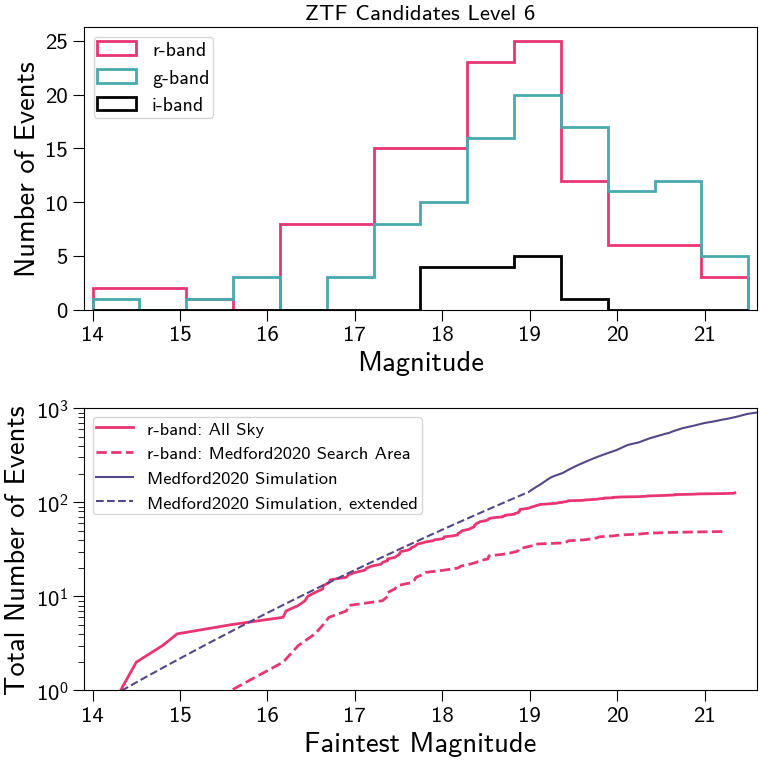 ZTF Candidates Level 6
Number of Events
25
20
15
10
5
0
r-band
g-band
i-band
14 15 16 17 18 19 20 21
Magnitude
Total Number of Events
10³
10²
10¹
10⁰
r-band: All Sky
r-band: Medford2020 Search Area
Medford2020 Simulation
Medford2020 Simulation, extended
14 15 16 17 18 19 20 21
Faintest Magnitude